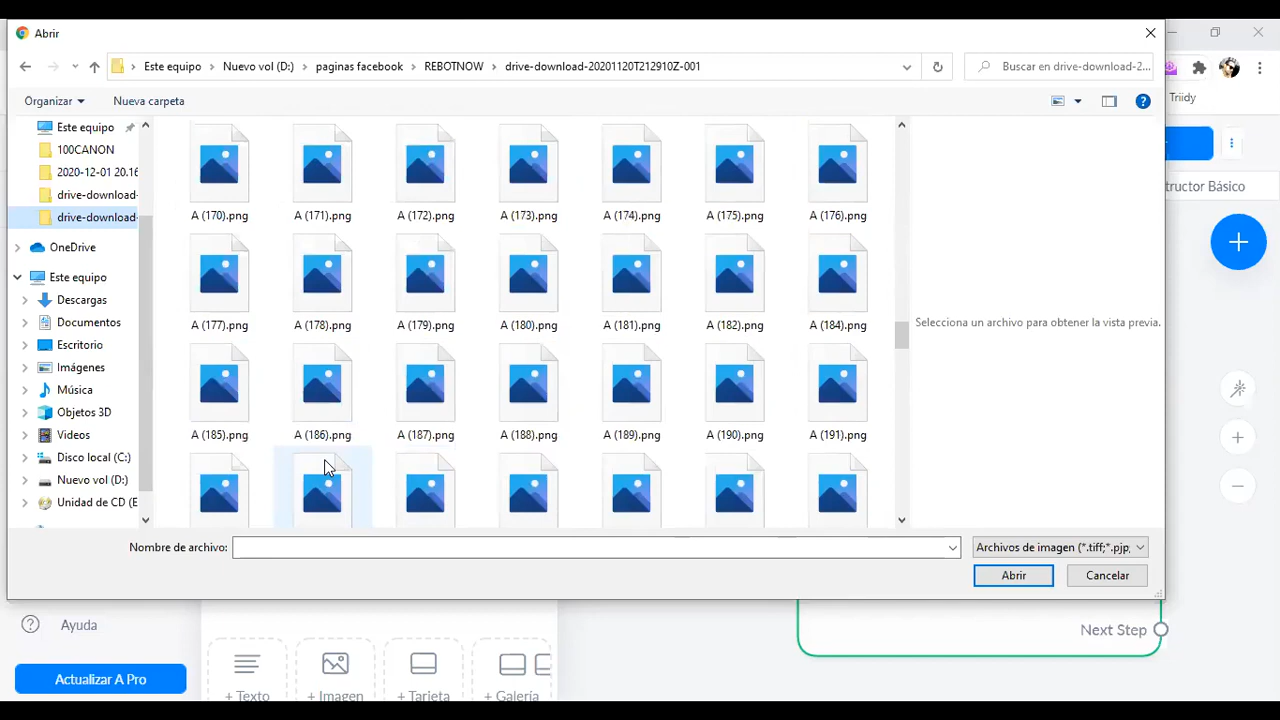 Abrir
Este equipo
Nuevo vol (D:)
paginas facebook
REBOTNOW
drive-download-20201120T212910Z-001
Buscar en drive-download-2...
Organizar
Nueva carpeta
Triidy
Este equipo
100CANON
2020-12-01 20.16
drive-download-
drive-download-
OneDrive
Este equipo
Descargas
Documentos
Escritorio
Imágenes
Música
Objetos 3D
Videos
Disco local (C:)
Nuevo vol (D:)
Unidad de CD (E
A (170).png
A (171).png
A (172).png
A (173).png
A (174).png
A (175).png
A (176).png
A (177).png
A (178).png
A (179).png
A (180).png
A (181).png
A (182).png
A (184).png
A (185).png
A (186).png
A (187).png
A (188).png
A (189).png
A (190).png
A (191).png
Selecciona un archivo para obtener la vista previa.
tructor Básico
Nombre de archivo:
Archivos de imagen (*.tiff;*.pjp,
Abrir
Cancelar
Ayuda
Actualizar A Pro
+ Texto
+ Imagen
+ Tarjeta
+ Galería
Next Step